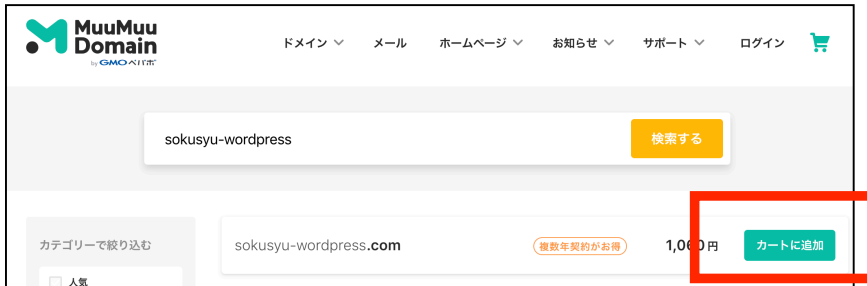 MuuMuu
Domain
by GMOペパボ
ドメイン メール ホームページ お知らせ サポート ログイン
sokusyu-wordpress 検索する
カテゴリーで絞り込む
人気
sokusyu-wordpress.com 複数年契約がお得 1,060円 カートに追加